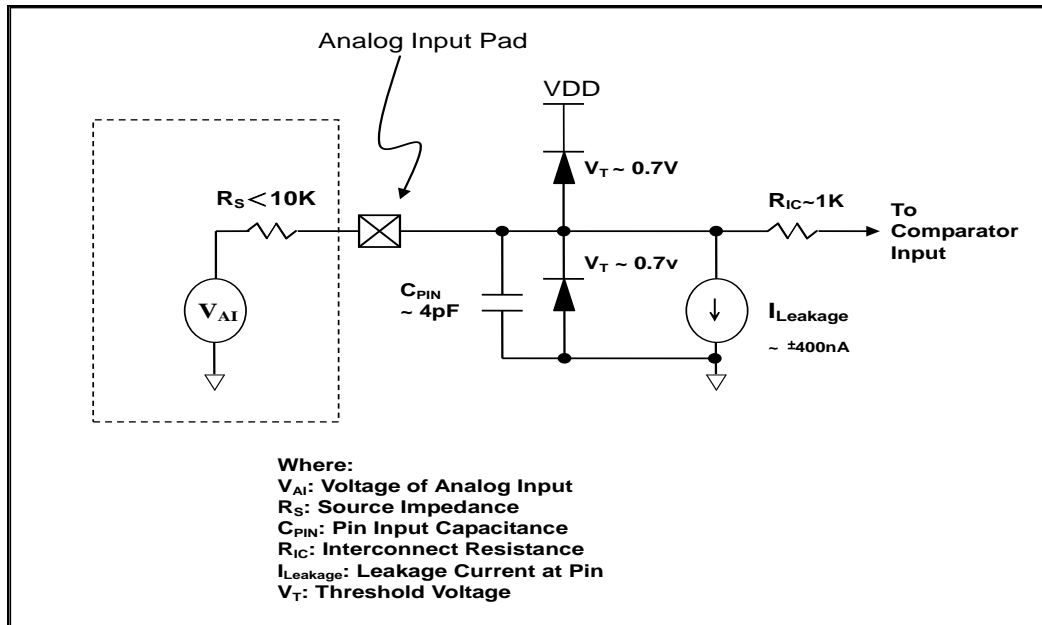 Analog Input Pad
VDD
V_T ~ 0.7V
R_S＜10K
R_IC~1K
To
Comparator
Input
V_T ~ 0.7v
C_PIN
~ 4pF
V_AI
I_Leakage
~ ±400nA
Where:
V_AI: Voltage of Analog Input
R_S: Source Impedance
C_PIN: Pin Input Capacitance
R_IC: Interconnect Resistance
I_Leakage: Leakage Current at Pin
V_T: Threshold Voltage